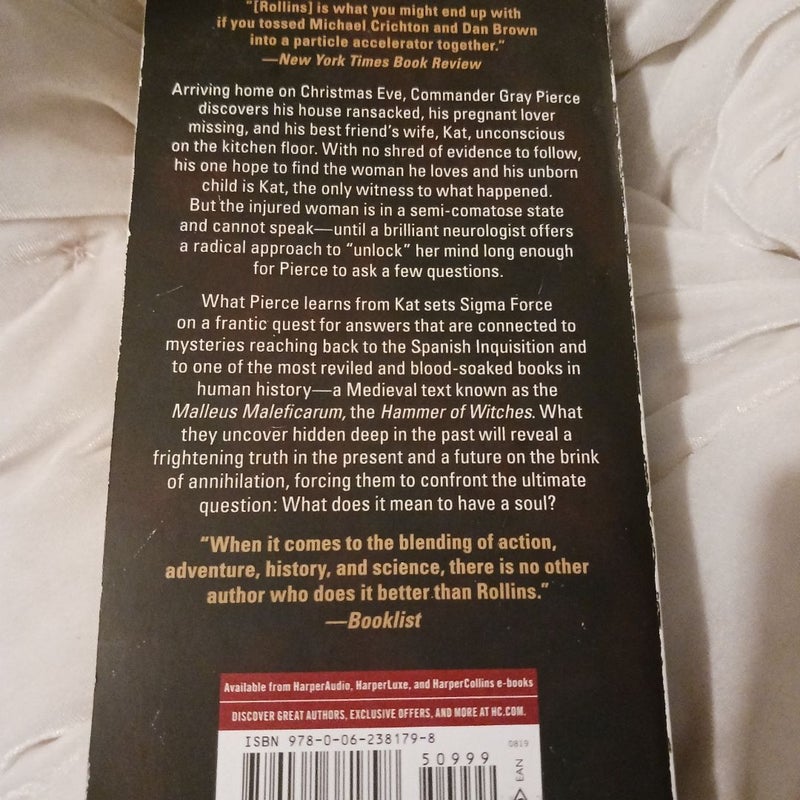 "[Rollins] is what you might end up with
if you tossed Michael Crichton and Dan Brown
into a particle accelerator together."
—New York Times Book Review
Arriving home on Christmas Eve, Commander Gray Pierce
discovers his house ransacked, his pregnant lover
missing, and his best friend's wife, Kat, unconscious
on the kitchen floor. With no shred of evidence to follow,
his one hope to find the woman he loves and his unborn
child is Kat, the only witness to what happened.
But the injured woman is in a semi-comatose state
and cannot speak—until a brilliant neurologist offers
a radical approach to "unlock" her mind long enough
for Pierce to ask a few questions.
What Pierce learns from Kat sets Sigma Force
on a frantic quest for answers that are connected to
mysteries reaching back to the Spanish Inquisition and
to one of the most reviled and blood-soaked books in
human history—a Medieval text known as the
Malleus Maleficarum, the Hammer of Witches. What
they uncover hidden deep in the past will reveal a
frightening truth in the present and a future on the brink
of annihilation, forcing them to confront the ultimate
question: What does it mean to have a soul?
"When it comes to the blending of action,
adventure, history, and science, there is no other
author who does it better than Rollins."
—Booklist
Available from HarperAudio, HarperLuxe, and HarperCollins e-books
DISCOVER GREAT AUTHORS, EXCLUSIVE OFFERS, AND MORE AT HC.COM.
ISBN 978-0-06-238179-8
50999
0819
EAN